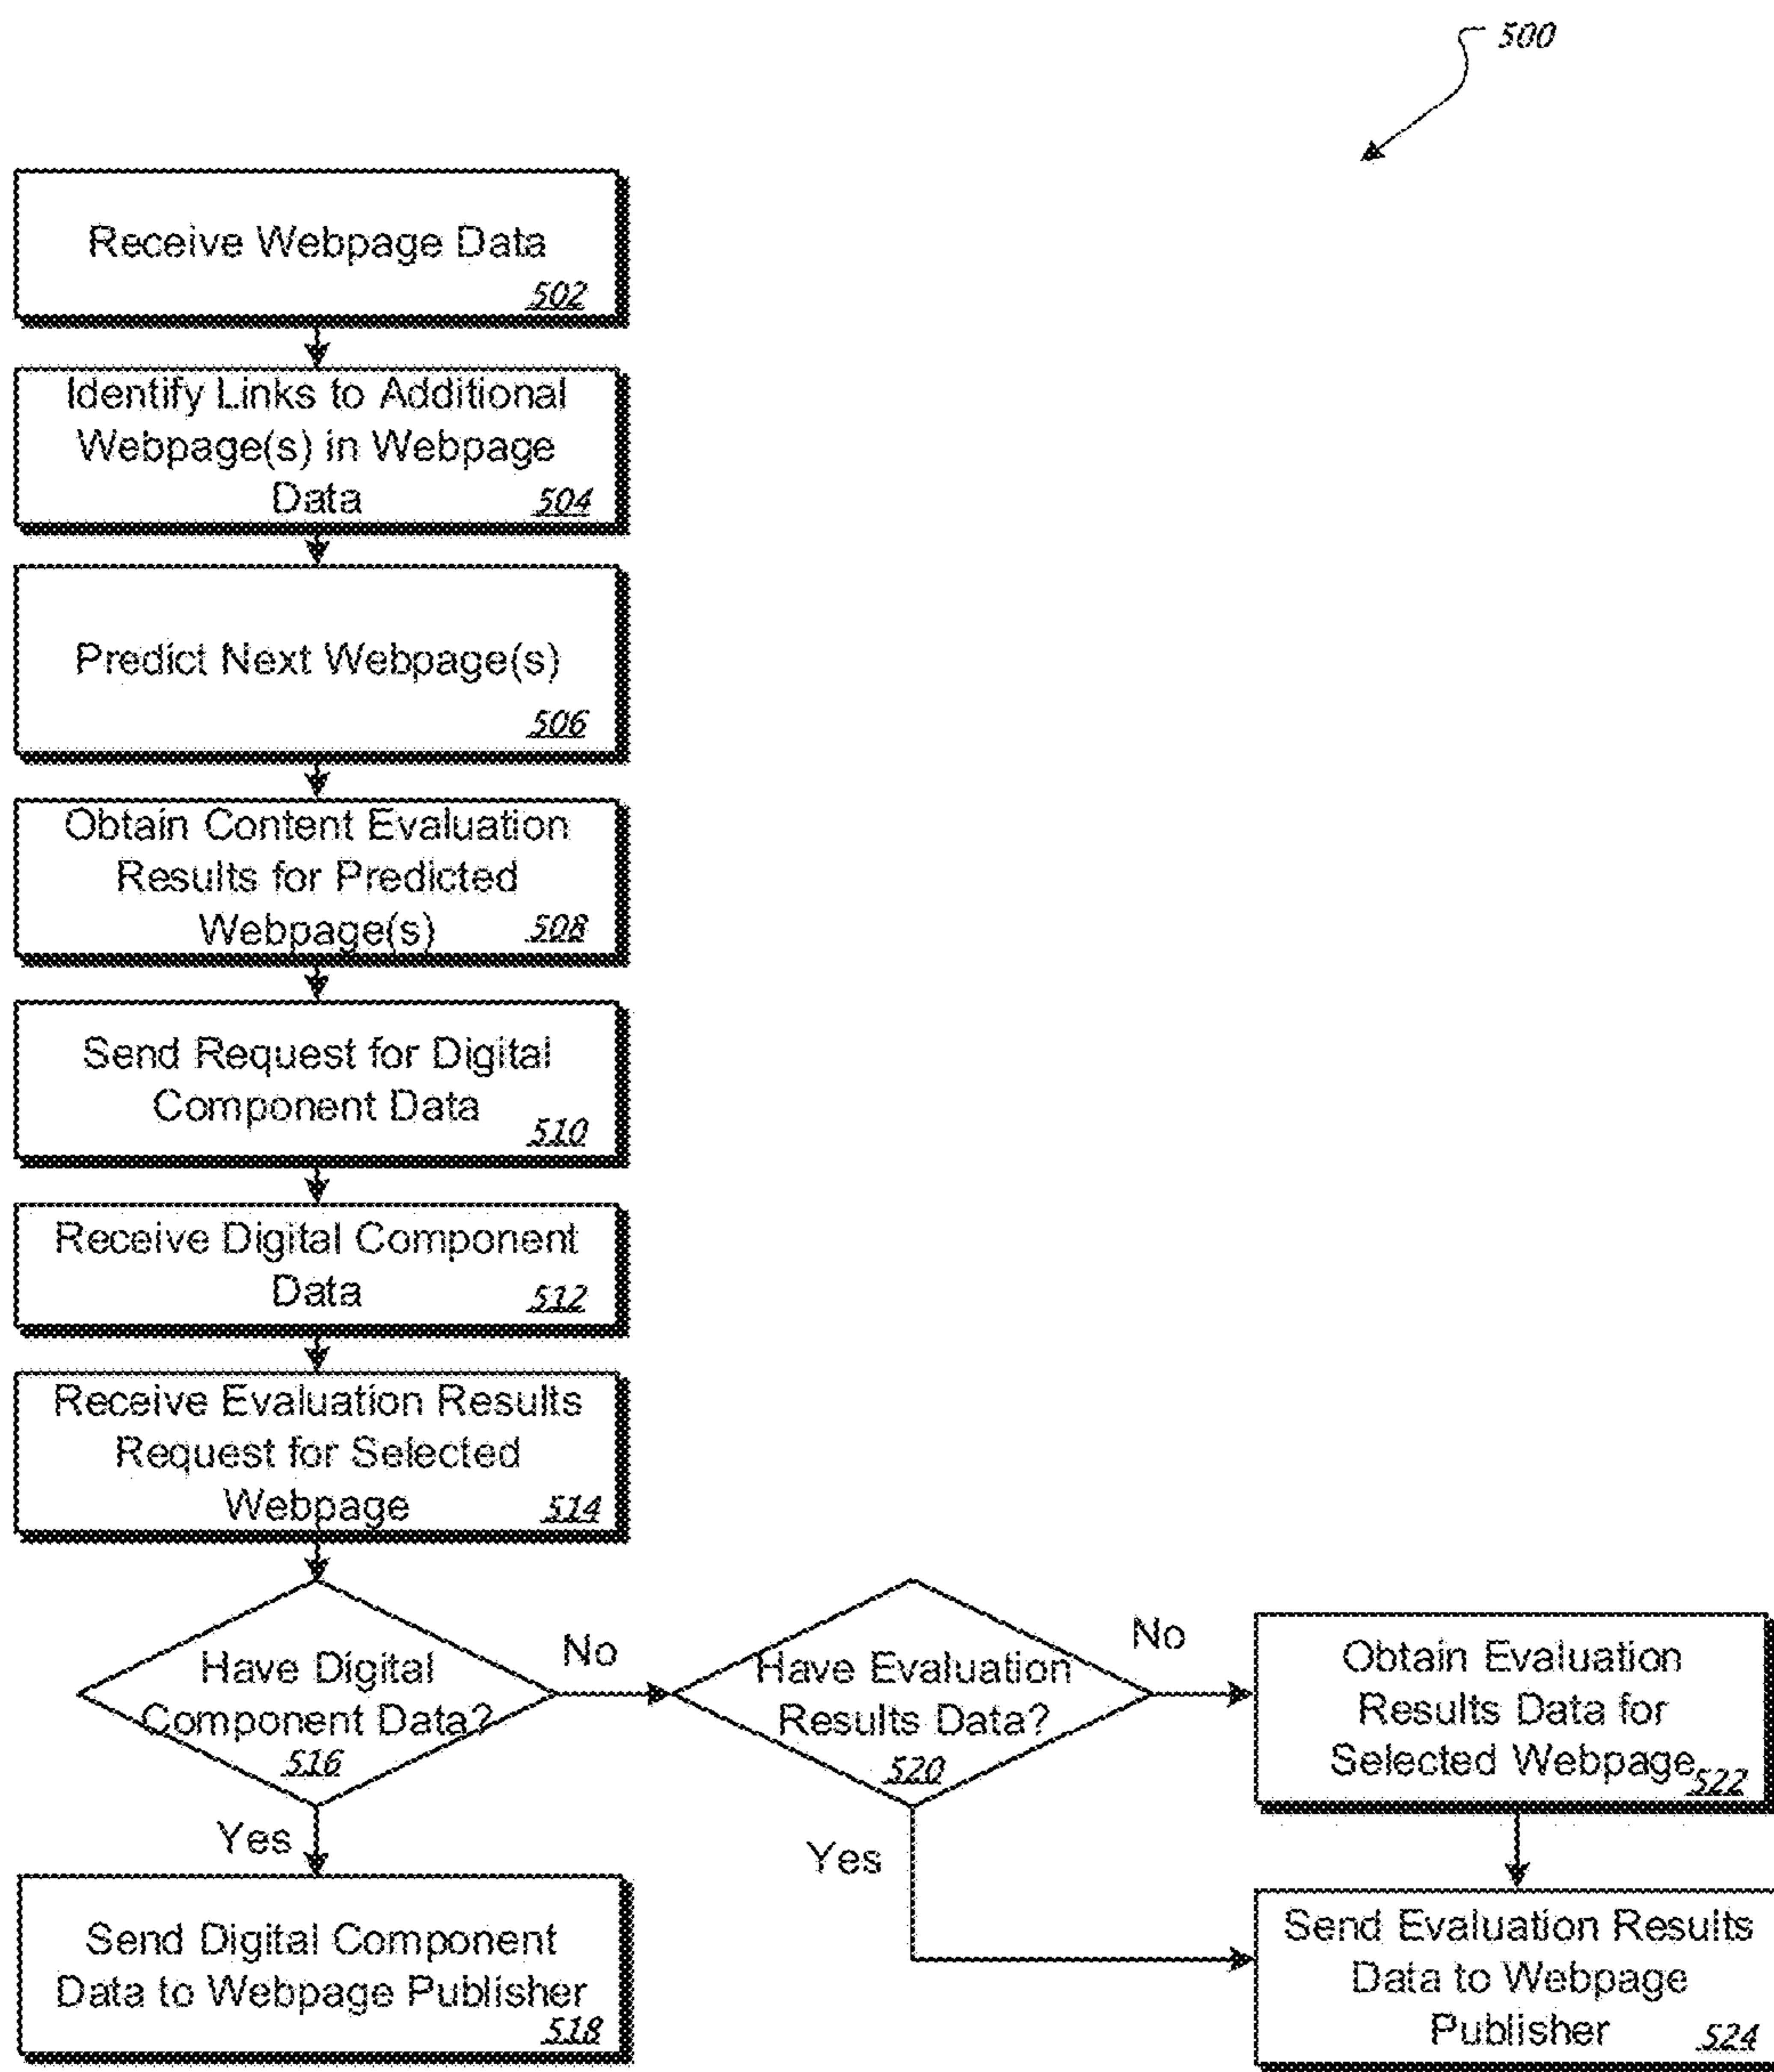 500
Receive Webpage Data
502
Identify Links to Additional
Webpage(s) in Webpage
Data 504
Predict Next Webpage(s)
506
Obtain Content Evaluation
Results for Predicted
Webpage(s) 508
Send Request for Digital
Component Data
510
Receive Digital Component
Data 512
Receive Evaluation Results
Request for Selected
Webpage 514
Have Digital
Component Data?
516
No
Have Evaluation
Results Data?
520
No
Obtain Evaluation
Results Data for
Selected Webpage
522
Yes
Yes
Send Digital Component
Data to Webpage Publisher
518
Send Evaluation Results
Data to Webpage
Publisher 524